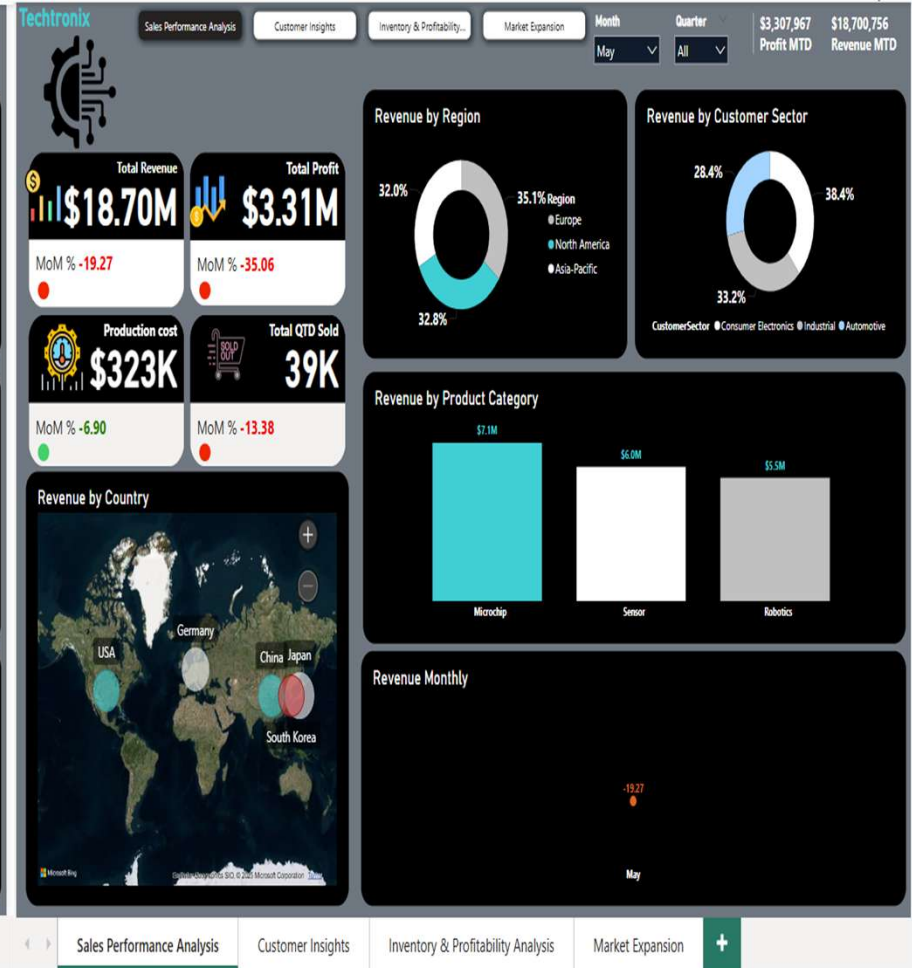 Techtronix
Sales Performance Analysis
Customer Insights
Inventory & Profitability...
Market Expansion
Month
May
Quarter
All
$3,307,967
Profit MTD
$18,700,756
Revenue MTD
Total Revenue
$18.70M
MoM % -19.27
Total Profit
$3.31M
MoM % -35.06
Production cost
$323K
MoM % -6.90
SOLD
OUT
Total QTD Sold
39K
MoM % -13.38
Revenue by Region
32.0%
35.1%
32.8%
Region
Europe
North America
Asia-Pacific
Revenue by Customer Sector
28.4%
38.4%
33.2%
CustomerSector Consumer Electronics Industrial Automotive
Revenue by Product Category
$7.1M
$6.0M
$5.5M
Microchip
Sensor
Robotics
Revenue by Country
+
USA
Germany
China
Japan
South Korea
Microsoft Bing
Microsoft Corporation
Revenue Monthly
-19.27
May
Sales Performance Analysis
Customer Insights
Inventory & Profitability Analysis
Market Expansion
+